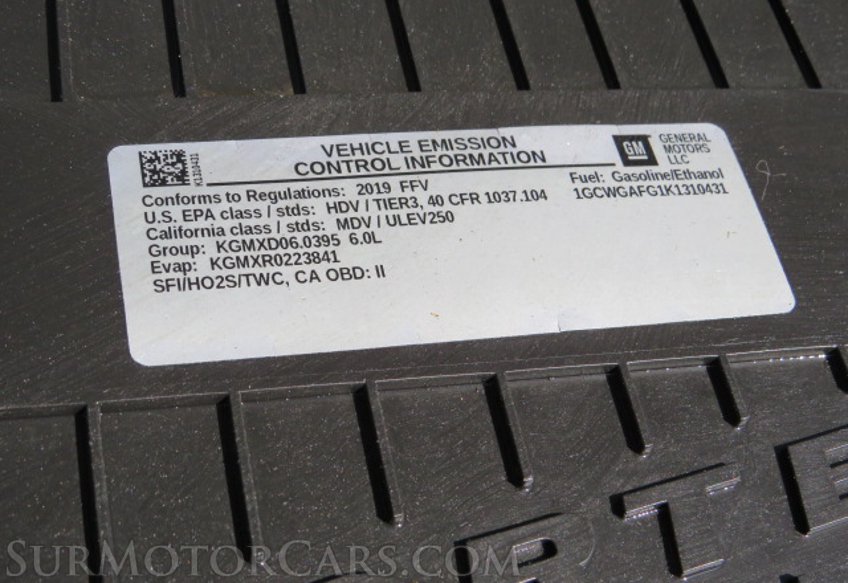 VEHICLE EMISSION
CONTROL INFORMATION
GM
GENERAL
MOTORS
LLC
K1310431
Conforms to Regulations: 2019 FFV
Fuel: Gasoline/Ethanol
U.S. EPA class / stds: HDV / TIER3, 40 CFR 1037.104
1GCWGAFG1K1310431
California class / stds: MDV / ULEV250
Group: KGMXD06.0395 6.0L
Evap: KGMXR0223841
SFI/HO2S/TWC, CA OBD: II
PTE
SURMOTORCARS.COM